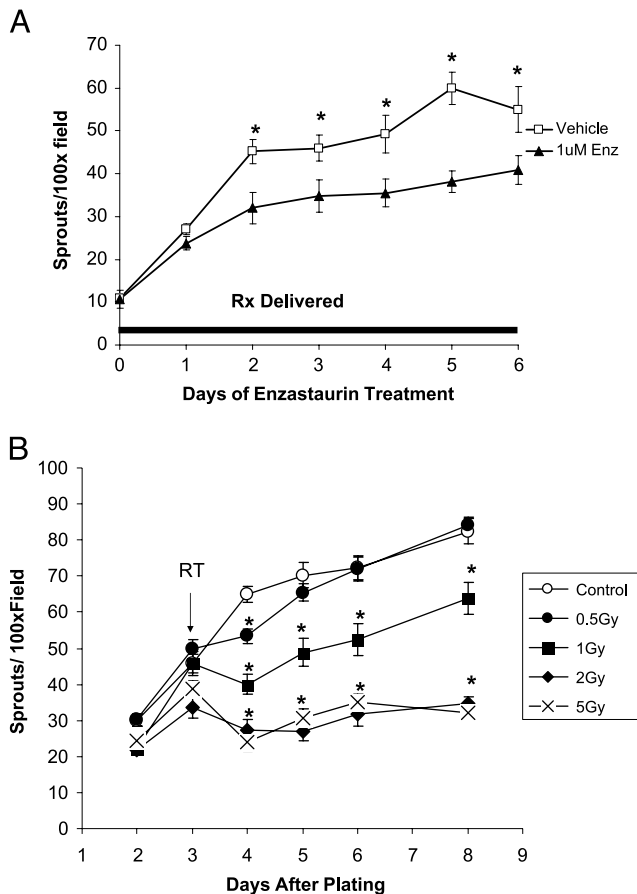 A
70
60
50
40
30
20
10
0
Sprouts/100x field
* * * * *
Vehicle
1uM Enz
Rx Delivered
0 1 2 3 4 5 6
Days of Enzastaurin Treatment
B
100
90
80
70
60
50
40
30
20
10
0
Sprouts/ 100xField
RT
* * * *
* * * *
*
Control
0.5Gy
1Gy
2Gy
5Gy
1 2 3 4 5 6 7 8 9
Days After Plating